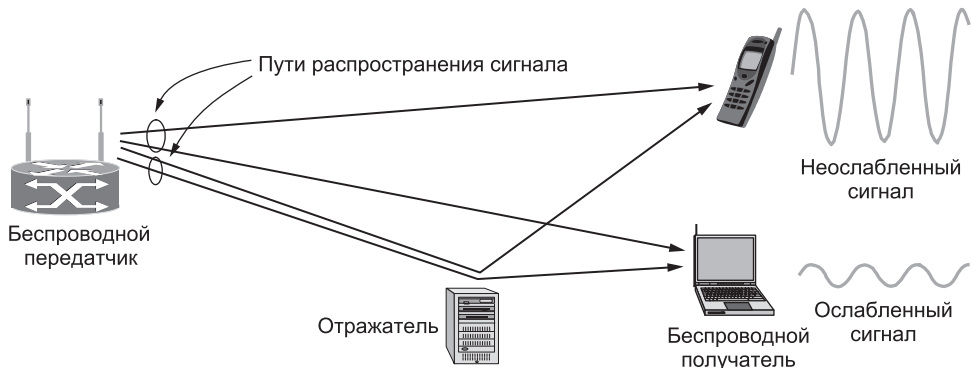 Пути распространения сигнала
Неослабленный
сигнал
Беспроводной
передатчик
Отражатель
Беспроводной
получатель
Ослабленный
сигнал